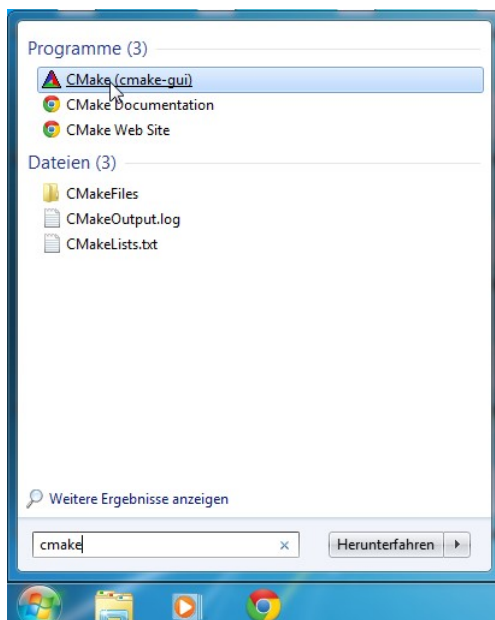 Programme (3)
CMake (cmake-gui)
CMake Documentation
CMake Web Site
Dateien (3)
CMakeFiles
CMakeOutput.log
CMakeLists.txt
Weitere Ergebnisse anzeigen
cmake
Herunterfahren